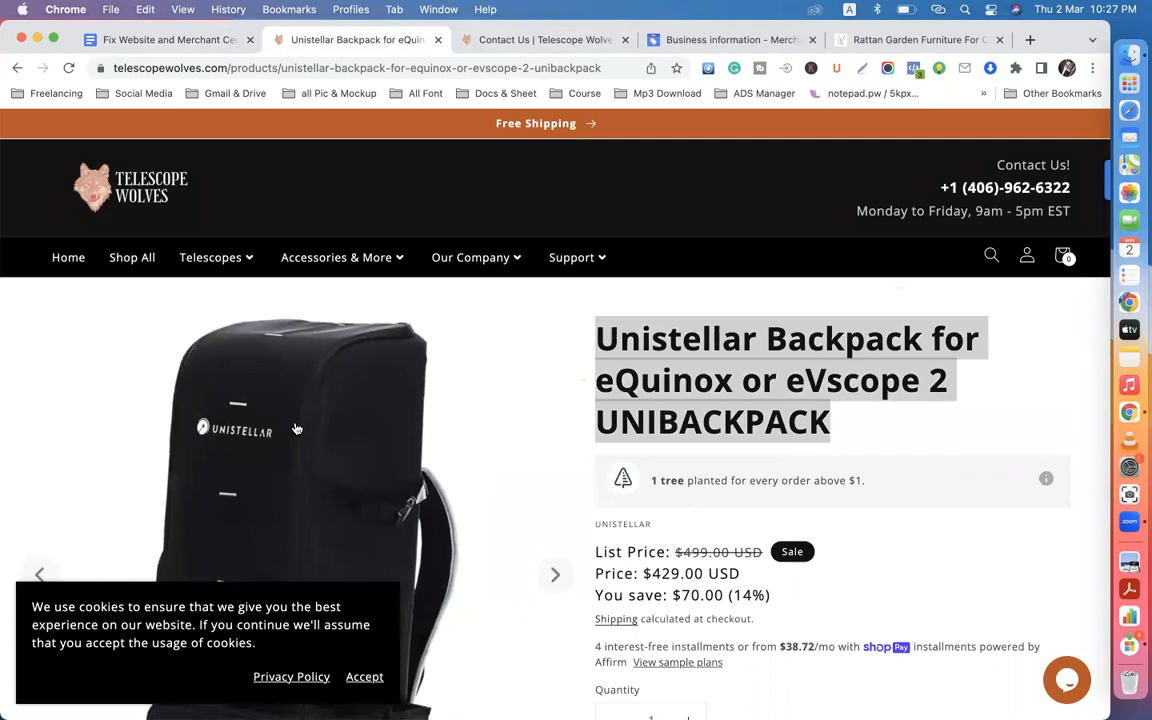 Chrome File Edit View History Bookmarks Profiles Tab Window Help A Thu 2 Mar 10:27 PM
Fix Website and Merchant Ce Unistellar Backpack for eQuin Contact Us | Telescope Wolve Business information - Merch Rattan Garden Furniture For C
telescopewolves.com/products/unistellar-backpack-for-equinox-or-evscope-2-unibackpack
Freelancing Social Media Gmail & Drive all Pic & Mockup All Font Docs & Sheet Course Mp3 Download ADS Manager notepad.pw / 5kpx... » Other Bookmarks
Free Shipping →
TELESCOPE
WOLVES
Contact Us!
+1 (406)-962-6322
Monday to Friday, 9am - 5pm EST
Home Shop All Telescopes Accessories & More Our Company Support 0
UNISTELLAR
Unistellar Backpack for
eQuinox or eVscope 2
UNIBACKPACK
1 tree planted for every order above $1.
UNISTELLAR
List Price: $499.00 USD Sale
Price: $429.00 USD
You save: $70.00 (14%)
Shipping calculated at checkout.
4 interest-free installments or from $38.72/mo with shop Pay installments powered by
Affirm View sample plans
Quantity
We use cookies to ensure that we give you the best
experience on our website. If you continue we'll assume
that you accept the usage of cookies.
Privacy Policy Accept